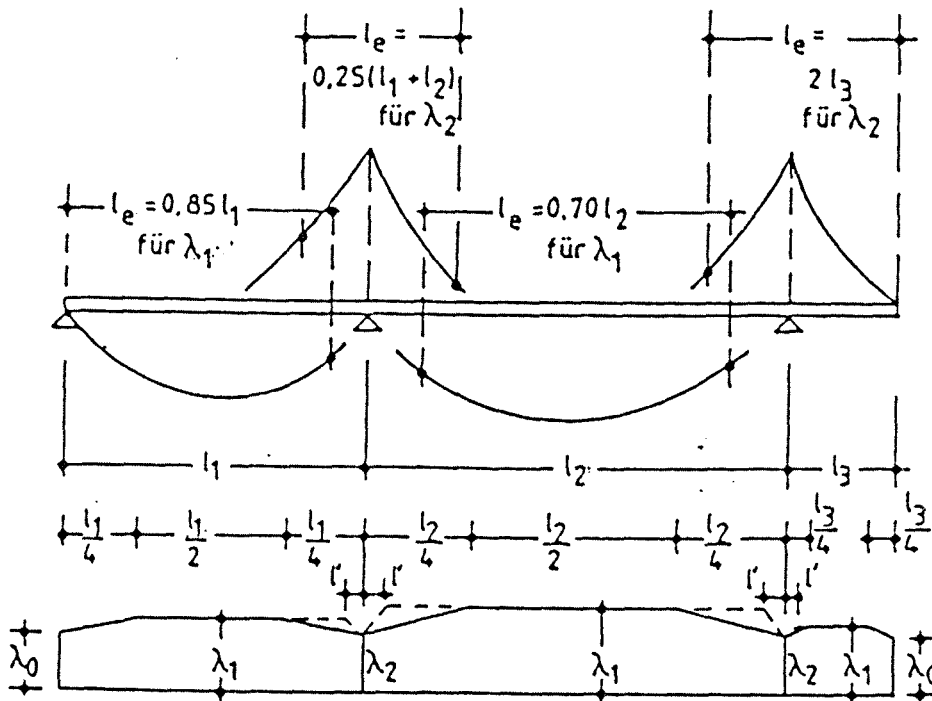 l_e = l_e =
0,25(l_1 + l_2) 2 l_3
für λ_2 für λ_2
l_e = 0,85 l_1 l_e = 0,70 l_2
für λ_1 für λ_1
l_1 l_2 l_3
l_1/4 l_1/2 l_1/4 l_2/4 l_2/2 l_2/4 l_3/4 l_3/4
l' l' l' l'
λ_0 λ_1 λ_2 λ_1 λ_2 λ_1 λ_0